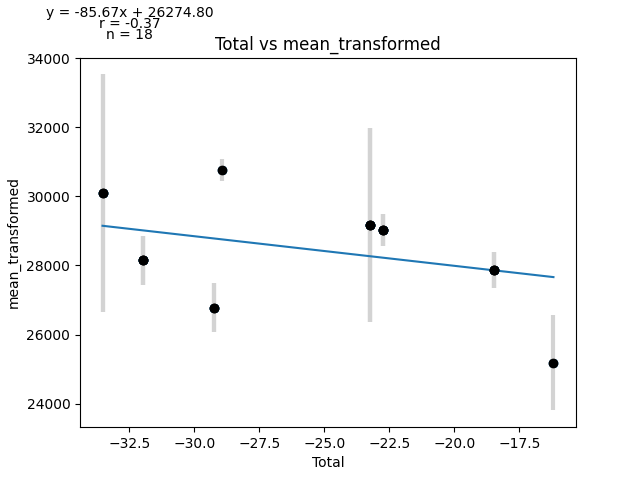 y = -85.67x + 26274.80
r = -0.37
n = 18
Total vs mean_transformed
34000
32000
30000
28000
26000
24000
mean_transformed
−32.5 −30.0 −27.5 −25.0 −22.5 −20.0 −17.5
Total